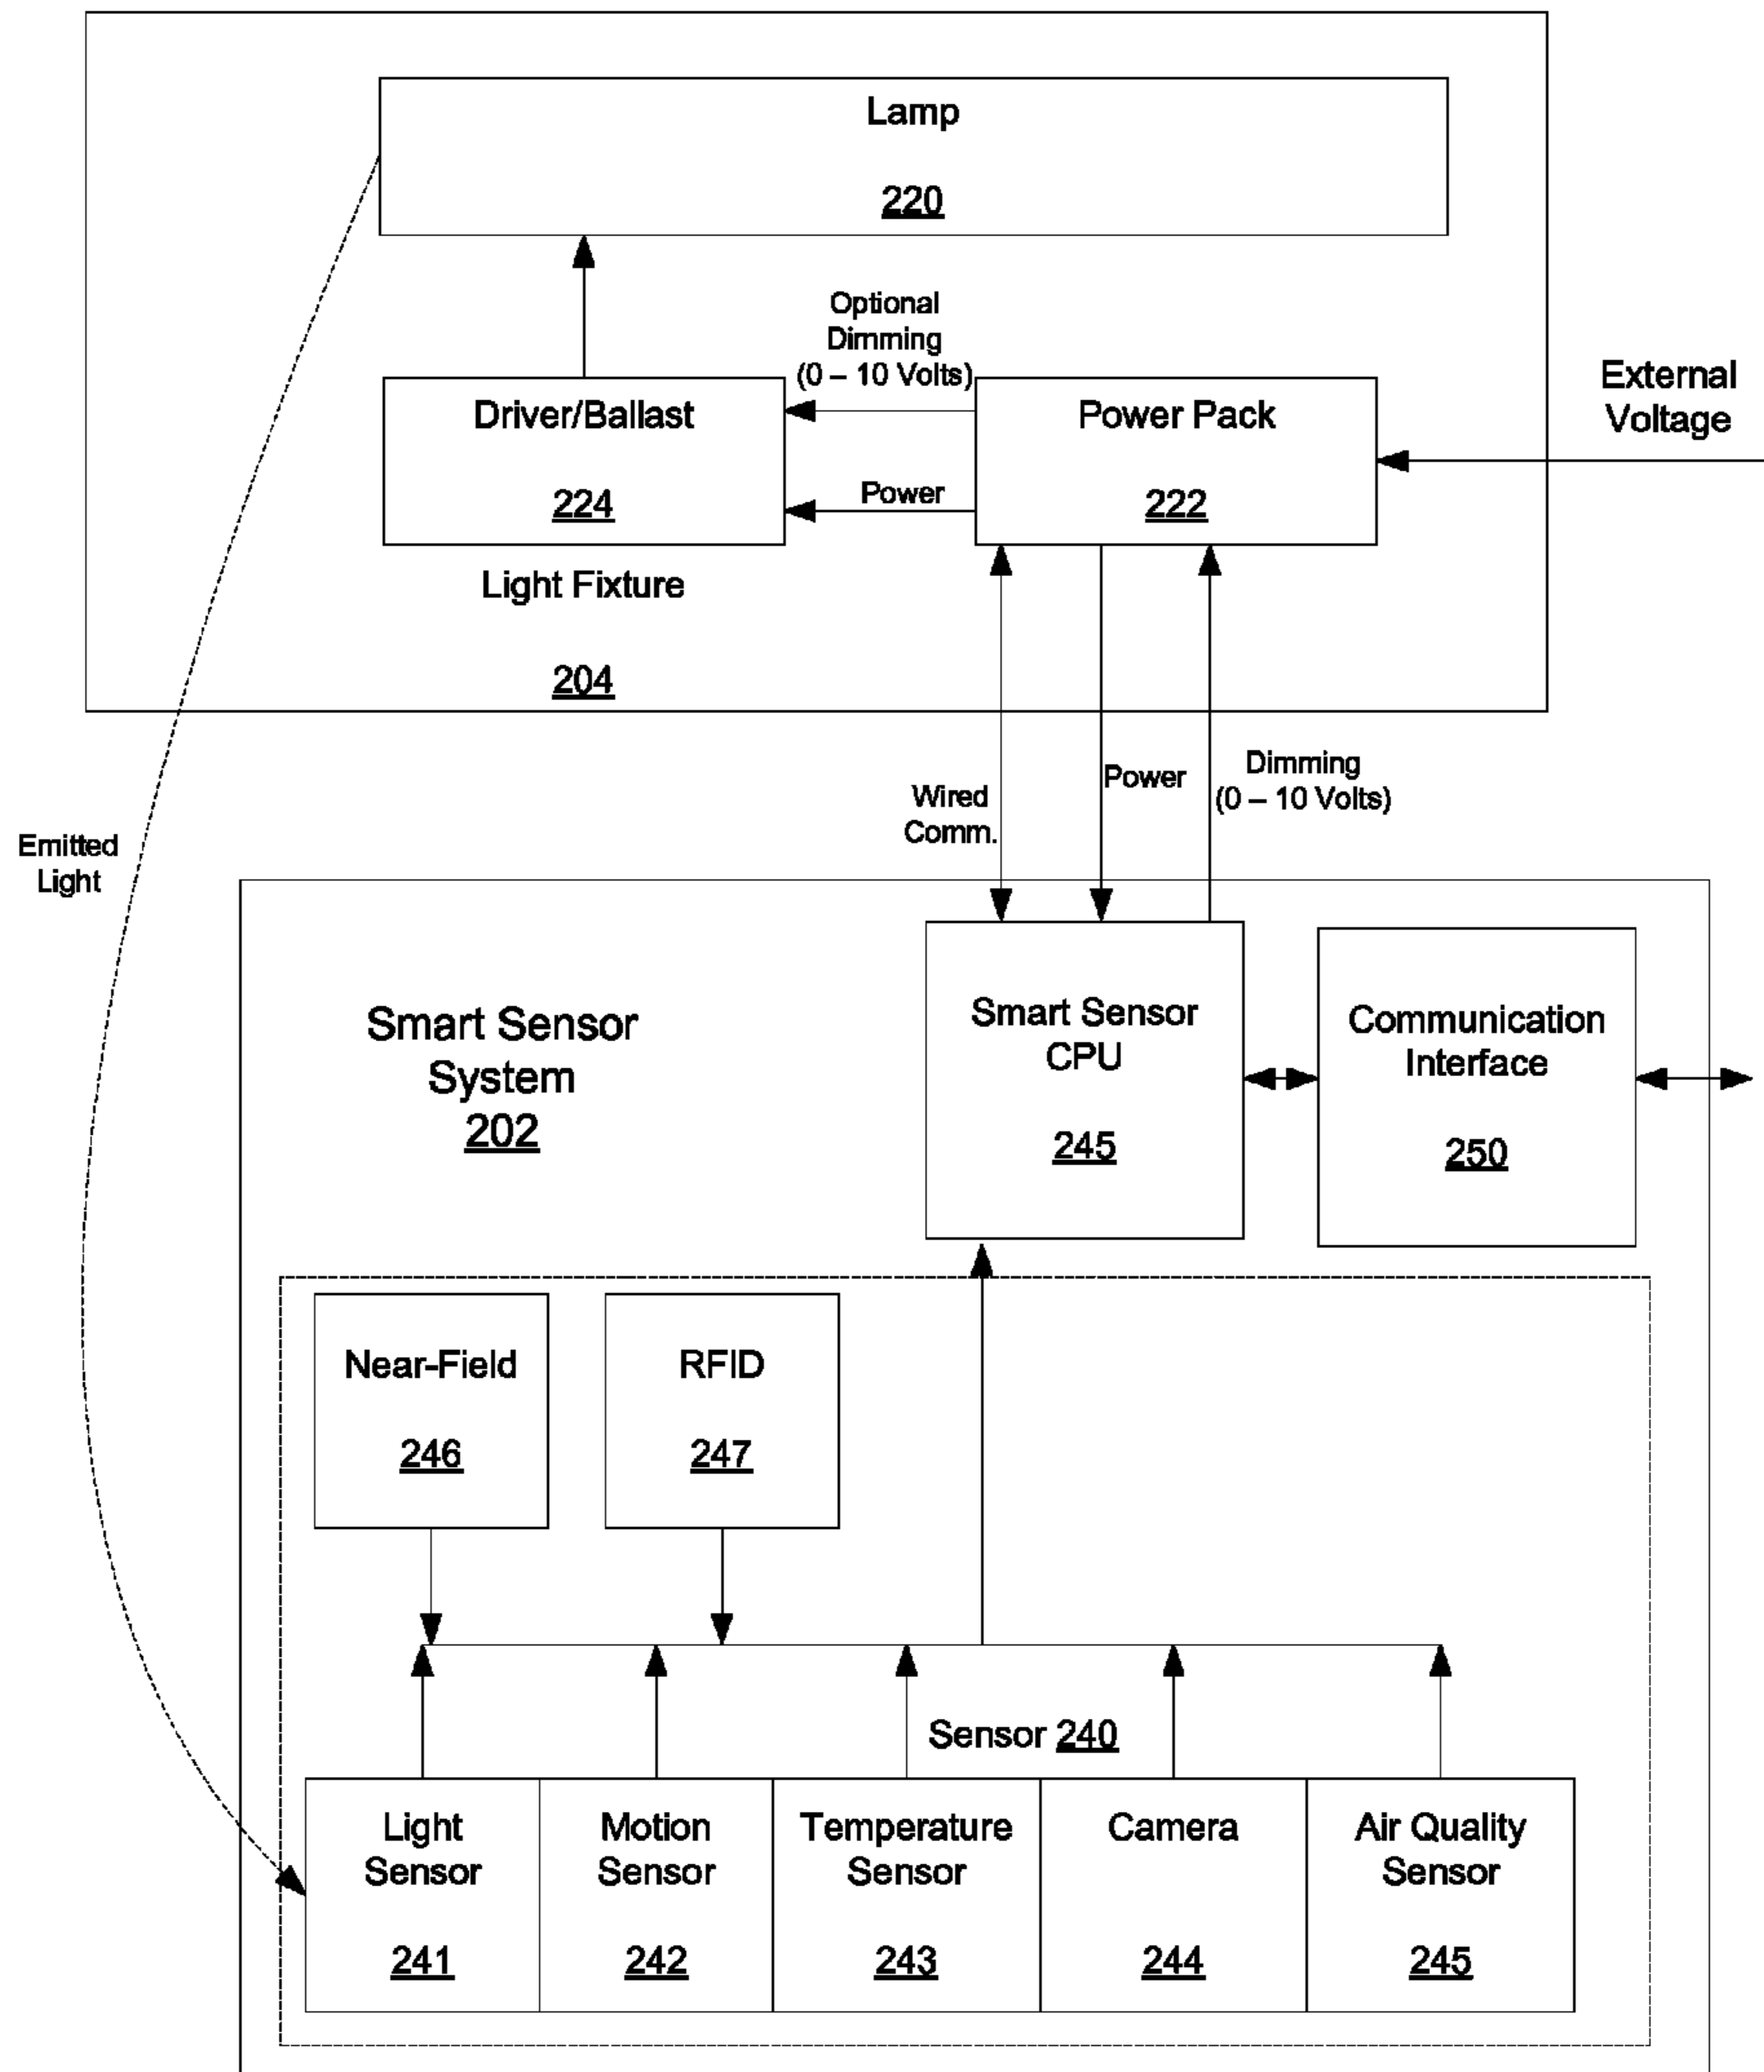 Lamp
220
Optional
Dimming
(0 – 10 Volts)
External
Voltage
Driver/Ballast
224
Power
Power Pack
222
Light Fixture
204
Wired
Comm.
Power
Dimming
(0 – 10 Volts)
Emitted
Light
Smart Sensor
System
202
Smart Sensor
CPU
245
Communication
Interface
250
Near-Field
246
RFID
247
Sensor 240
Light
Sensor
241
Motion
Sensor
242
Temperature
Sensor
243
Camera
244
Air Quality
Sensor
245